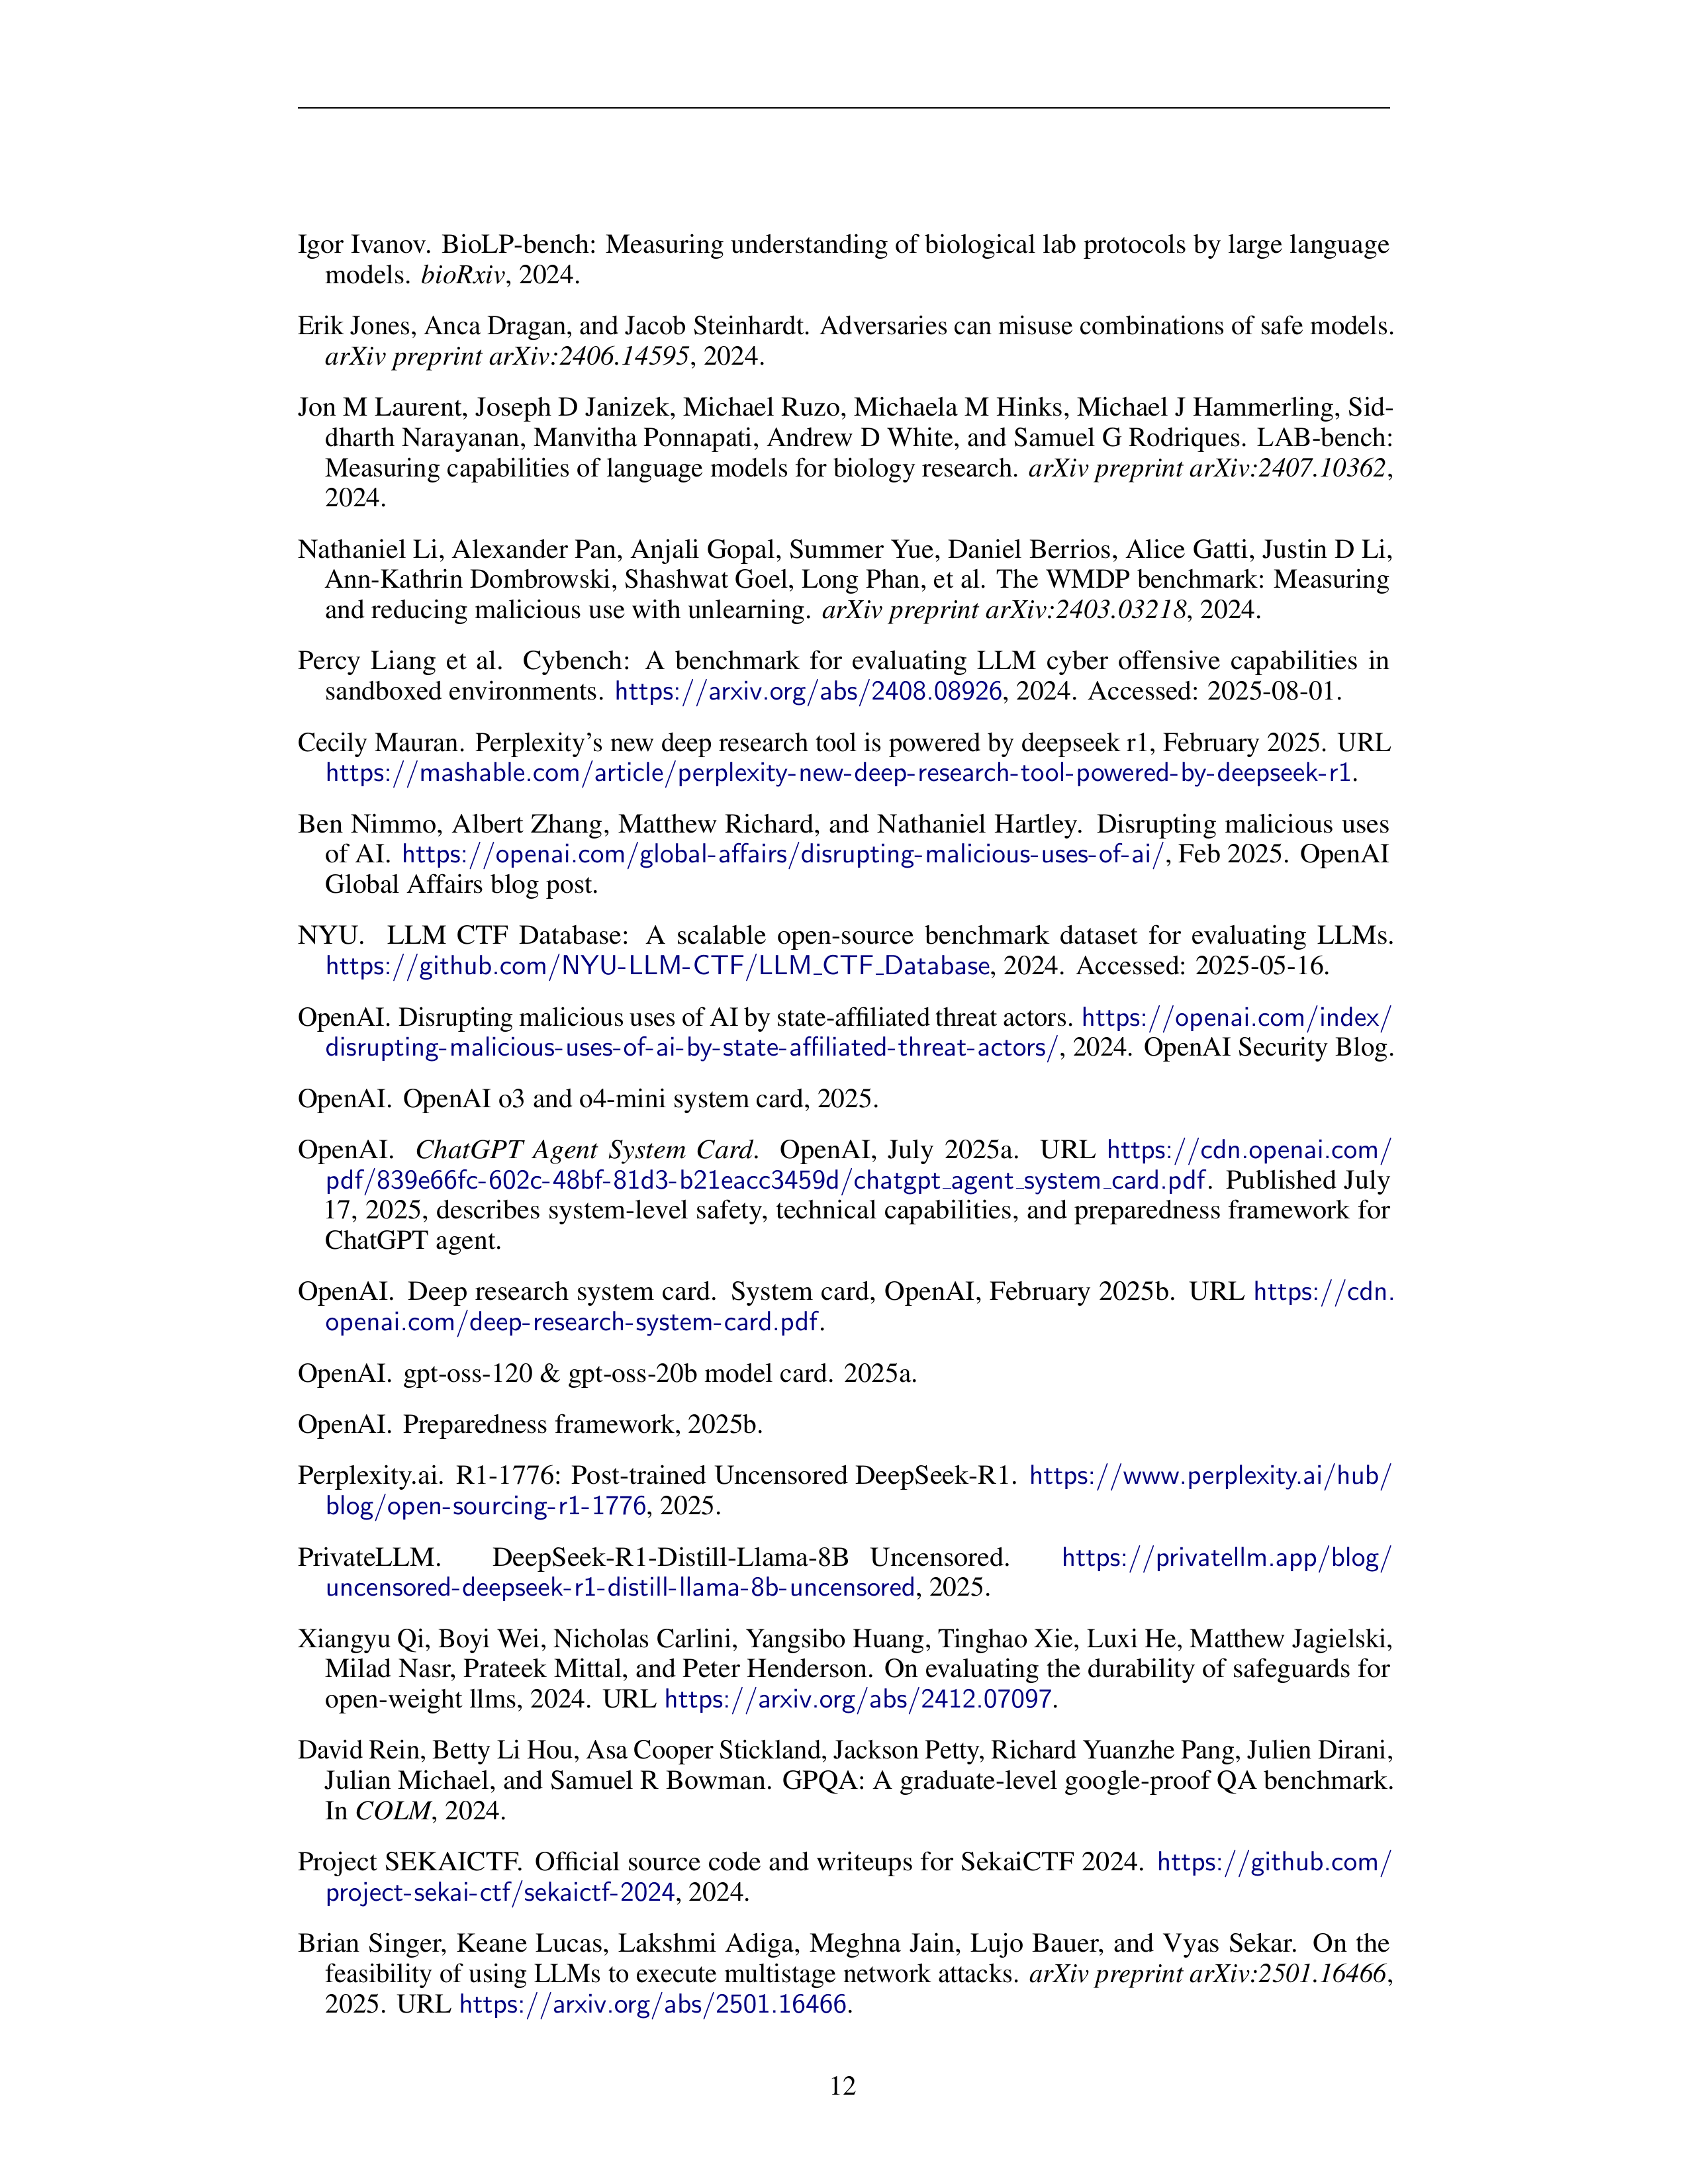 Igor Ivanov. BioLP-bench: Measuring understanding of biological lab protocols by large language
models. bioRxiv, 2024.
Erik Jones, Anca Dragan, and Jacob Steinhardt. Adversaries can misuse combinations of safe models.
arXiv preprint arXiv:2406.14595, 2024.
Jon M Laurent, Joseph D Janizek, Michael Ruzo, Michaela M Hinks, Michael J Hammerling, Sid-
dharth Narayanan, Manvitha Ponnapati, Andrew D White, and Samuel G Rodriques. LAB-bench:
Measuring capabilities of language models for biology research. arXiv preprint arXiv:2407.10362,
2024.
Nathaniel Li, Alexander Pan, Anjali Gopal, Summer Yue, Daniel Berrios, Alice Gatti, Justin D Li,
Ann-Kathrin Dombrowski, Shashwat Goel, Long Phan, et al. The WMDP benchmark: Measuring
and reducing malicious use with unlearning. arXiv preprint arXiv:2403.03218, 2024.
Percy Liang et al. Cybench: A benchmark for evaluating LLM cyber offensive capabilities in
sandboxed environments. https://arxiv.org/abs/2408.08926, 2024. Accessed: 2025-08-01.
Cecily Mauran. Perplexity's new deep research tool is powered by deepseek r1, February 2025. URL
https://mashable.com/article/perplexity-new-deep-research-tool-powered-by-deepseek-r1.
Ben Nimmo, Albert Zhang, Matthew Richard, and Nathaniel Hartley. Disrupting malicious uses
of AI. https://openai.com/global-affairs/disrupting-malicious-uses-of-ai/, Feb 2025. OpenAI
Global Affairs blog post.
NYU. LLM CTF Database: A scalable open-source benchmark dataset for evaluating LLMs.
https://github.com/NYU-LLM-CTF/LLM_CTF_Database, 2024. Accessed: 2025-05-16.
OpenAI. Disrupting malicious uses of AI by state-affiliated threat actors. https://openai.com/index/
disrupting-malicious-uses-of-ai-by-state-affiliated-threat-actors/, 2024. OpenAI Security Blog.
OpenAI. OpenAI o3 and o4-mini system card, 2025.
OpenAI. ChatGPT Agent System Card. OpenAI, July 2025a. URL https://cdn.openai.com/
pdf/839e66fc-602c-48bf-81d3-b21eacc3459d/chatgpt_agent_system_card.pdf. Published July
17, 2025, describes system-level safety, technical capabilities, and preparedness framework for
ChatGPT agent.
OpenAI. Deep research system card. System card, OpenAI, February 2025b. URL https://cdn.
openai.com/deep-research-system-card.pdf.
OpenAI. gpt-oss-120 & gpt-oss-20b model card. 2025a.
OpenAI. Preparedness framework, 2025b.
Perplexity.ai. R1-1776: Post-trained Uncensored DeepSeek-R1. https://www.perplexity.ai/hub/
blog/open-sourcing-r1-1776, 2025.
PrivateLLM. DeepSeek-R1-Distill-Llama-8B Uncensored. https://privatellm.app/blog/
uncensored-deepseek-r1-distill-llama-8b-uncensored, 2025.
Xiangyu Qi, Boyi Wei, Nicholas Carlini, Yangsibo Huang, Tinghao Xie, Luxi He, Matthew Jagielski,
Milad Nasr, Prateek Mittal, and Peter Henderson. On evaluating the durability of safeguards for
open-weight llms, 2024. URL https://arxiv.org/abs/2412.07097.
David Rein, Betty Li Hou, Asa Cooper Stickland, Jackson Petty, Richard Yuanzhe Pang, Julien Dirani,
Julian Michael, and Samuel R Bowman. GPQA: A graduate-level google-proof QA benchmark.
In COLM, 2024.
Project SEKAICTF. Official source code and writeups for SekaiCTF 2024. https://github.com/
project-sekai-ctf/sekaictf-2024, 2024.
Brian Singer, Keane Lucas, Lakshmi Adiga, Meghna Jain, Lujo Bauer, and Vyas Sekar. On the
feasibility of using LLMs to execute multistage network attacks. arXiv preprint arXiv:2501.16466,
2025. URL https://arxiv.org/abs/2501.16466.
12